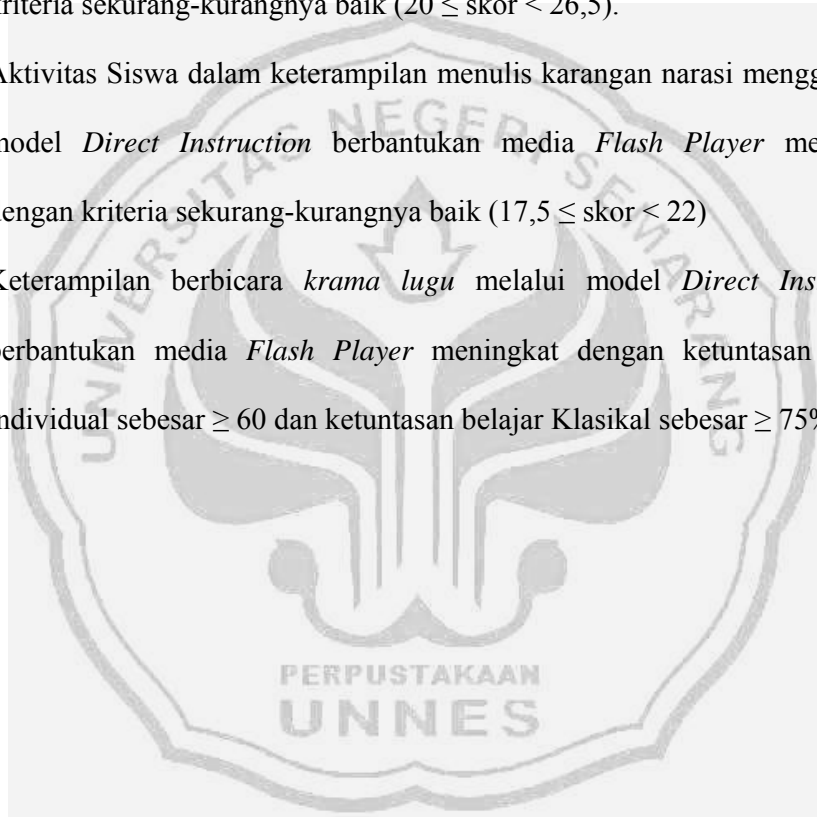 kriteria sekurang-kurangnya baik (20 ≤ skor < 26,5).
Aktivitas Siswa dalam keterampilan menulis karangan narasi mengg
model Direct Instruction berbantukan media Flash Player me
dengan kriteria sekurang-kurangnya baik (17,5 ≤ skor < 22)
Keterampilan berbicara krama lugu melalui model Direct Ins
berbantukan media Flash Player meningkat dengan ketuntasan
individual sebesar ≥ 60 dan ketuntasan belajar Klasikal sebesar ≥ 75%
UNIVERSITAS NEGERI SEMARANG
PERPUSTAKAAN
UNNES